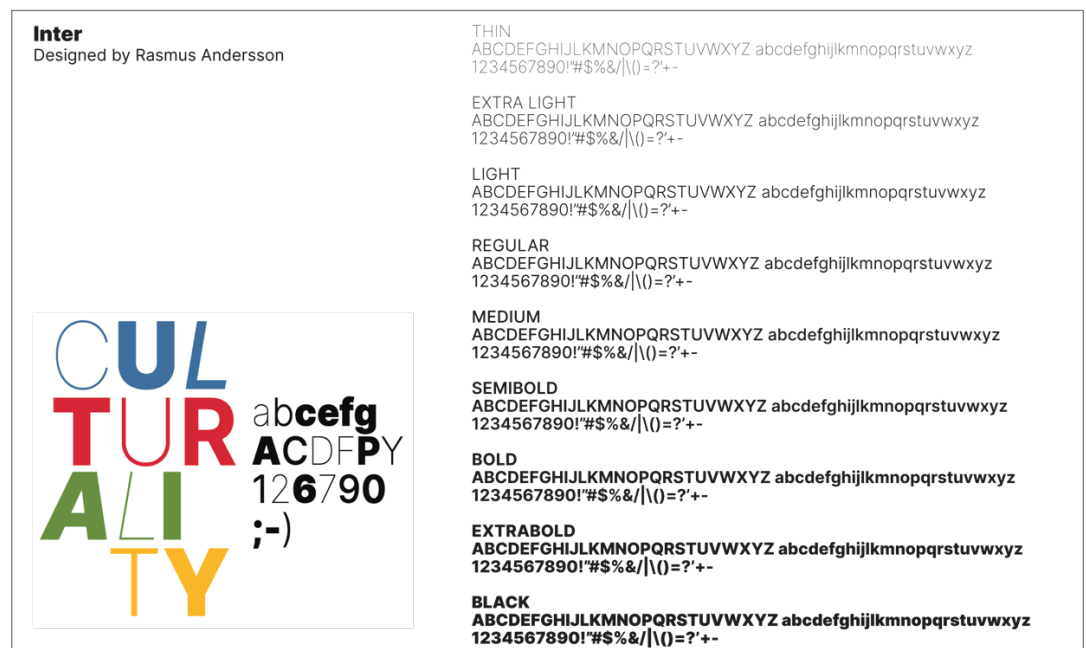 Inter
Designed by Rasmus Andersson
CUL
TUR
ALI
TY
abcefg
ACDFPY
126790
;-)
THIN
ABCDEFGHIJLKMNOPQRSTUVWXYZ abcdefghijlkmnopqrstuvwxyz
1234567890!”#$%&/|\()=?’+-
EXTRA LIGHT
ABCDEFGHIJLKMNOPQRSTUVWXYZ abcdefghijlkmnopqrstuvwxyz
1234567890!”#$%&/|\()=?’+-
LIGHT
ABCDEFGHIJLKMNOPQRSTUVWXYZ abcdefghijlkmnopqrstuvwxyz
1234567890!”#$%&/|\()=?’+-
REGULAR
ABCDEFGHIJLKMNOPQRSTUVWXYZ abcdefghijlkmnopqrstuvwxyz
1234567890!”#$%&/|\()=?’+-
MEDIUM
ABCDEFGHIJLKMNOPQRSTUVWXYZ abcdefghijlkmnopqrstuvwxyz
1234567890!”#$%&/|\()=?’+-
SEMIBOLD
ABCDEFGHIJLKMNOPQRSTUVWXYZ abcdefghijlkmnopqrstuvwxyz
1234567890!”#$%&/|\()=?’+-
BOLD
ABCDEFGHIJLKMNOPQRSTUVWXYZ abcdefghijlkmnopqrstuvwxyz
1234567890!”#$%&/|\()=?’+-
EXTRABOLD
ABCDEFGHIJLKMNOPQRSTUVWXYZ abcdefghijlkmnopqrstuvwxyz
1234567890!”#$%&/|\()=?’+-
BLACK
ABCDEFGHIJLKMNOPQRSTUVWXYZ abcdefghijlkmnopqrstuvwxyz
1234567890!”#$%&/|\()=?’+-